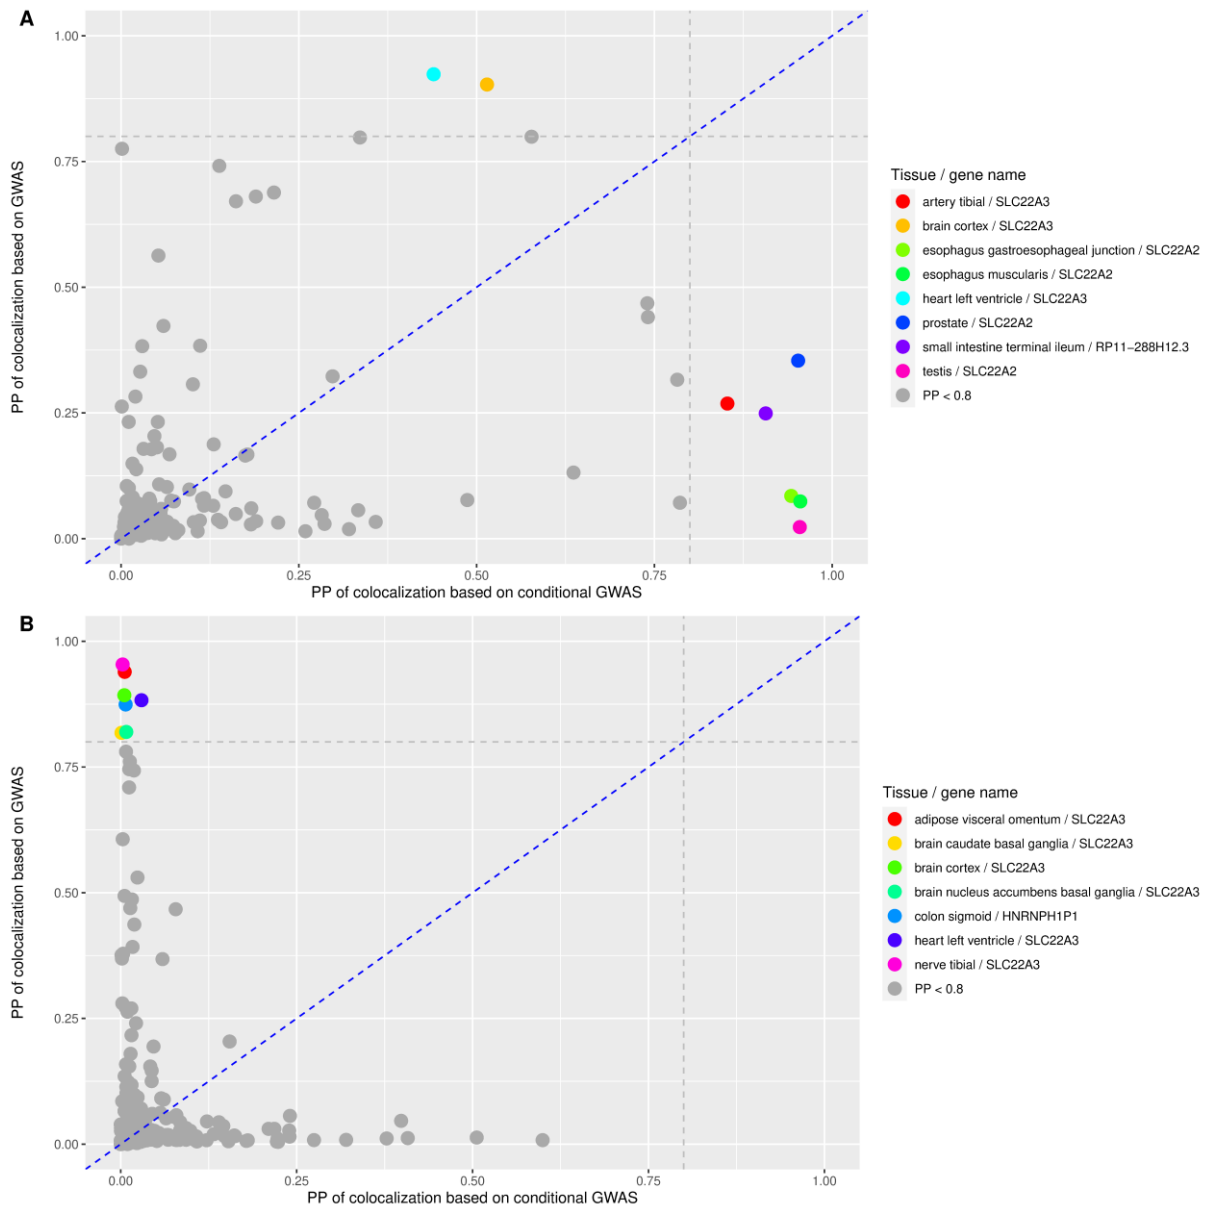 A
1.00
0.75
0.50
0.25
0.00
PP of colocalization based on GWAS
0.00 0.25 0.50 0.75 1.00
PP of colocalization based on conditional GWAS
Tissue / gene name
artery tibial / SLC22A3
brain cortex / SLC22A3
esophagus gastroesophageal junction / SLC22A2
esophagus muscularis / SLC22A2
heart left ventricle / SLC22A3
prostate / SLC22A2
small intestine terminal ileum / RP11−288H12.3
testis / SLC22A2
PP < 0.8
B
1.00
0.75
0.50
0.25
0.00
PP of colocalization based on GWAS
0.00 0.25 0.50 0.75 1.00
PP of colocalization based on conditional GWAS
Tissue / gene name
adipose visceral omentum / SLC22A3
brain caudate basal ganglia / SLC22A3
brain cortex / SLC22A3
brain nucleus accumbens basal ganglia / SLC22A3
colon sigmoid / HNRNPH1P1
heart left ventricle / SLC22A3
nerve tibial / SLC22A3
PP < 0.8